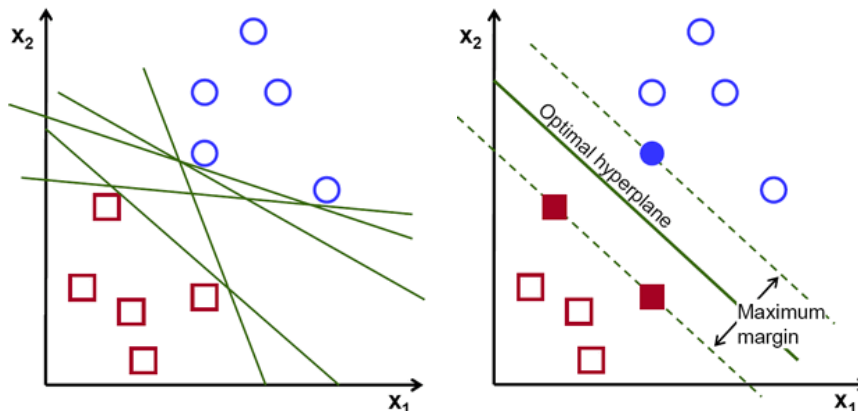 x₂
x₁
x₂
Optimal hyperplane
Maximum
margin
x₁